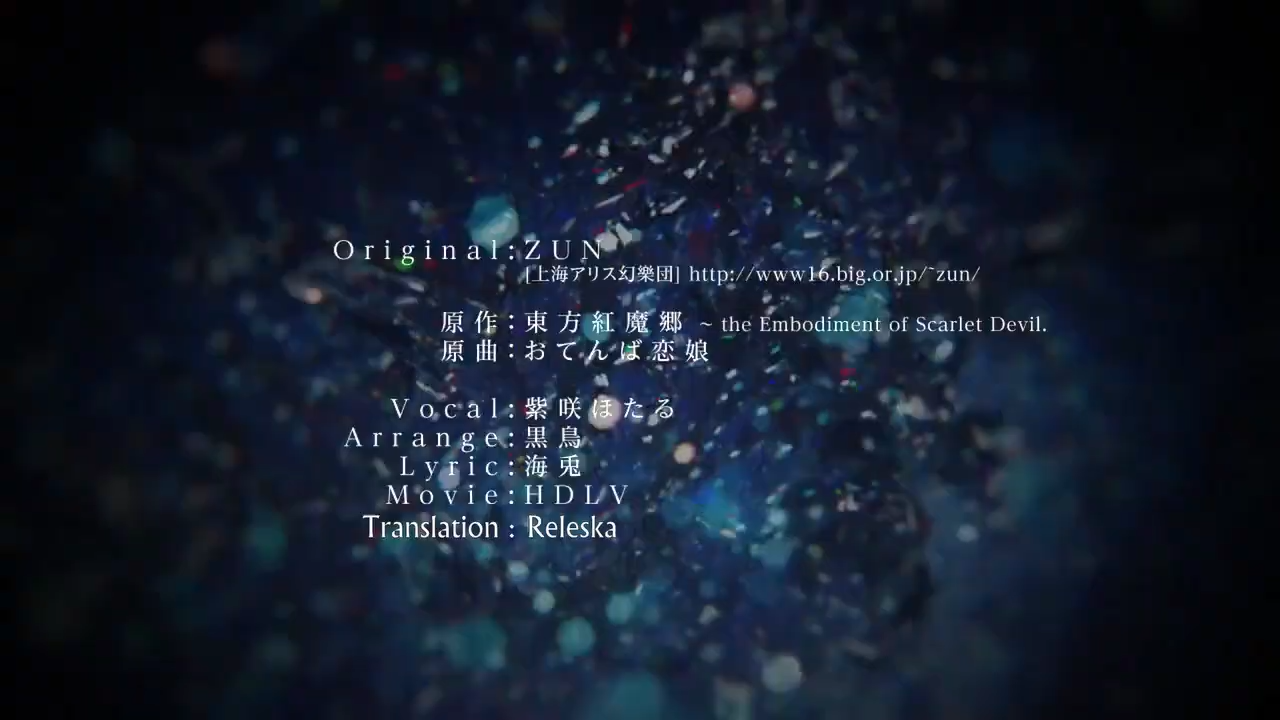 Original:ZUN
[上海アリス幻樂団] http://www16.big.or.jp/~zun/
原作：東方紅魔郷 ~ the Embodiment of Scarlet Devil.
原曲：おてんば恋娘
Vocal:紫咲ほたる
Arrange:黒鳥
Lyric:海兎
Movie:HDLV
Translation : Releska